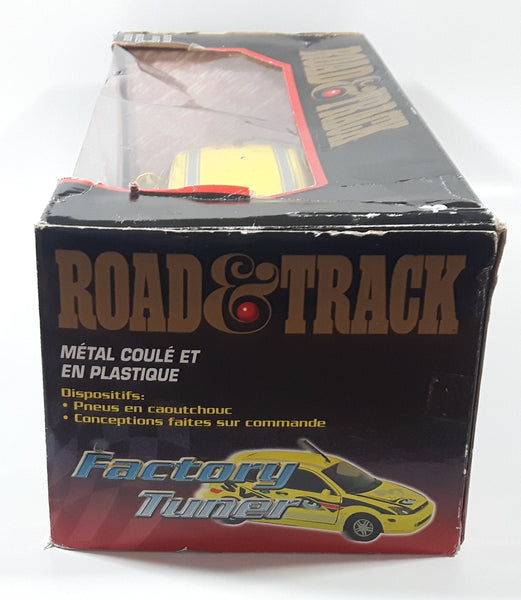 ROAD & TRACK
ROAD&TRACK
MÉTAL COULÉ ET
EN PLASTIQUE
Dispositifs:
• Pneus en caoutchouc
• Conceptions faites sur commande
Factory
Tuner